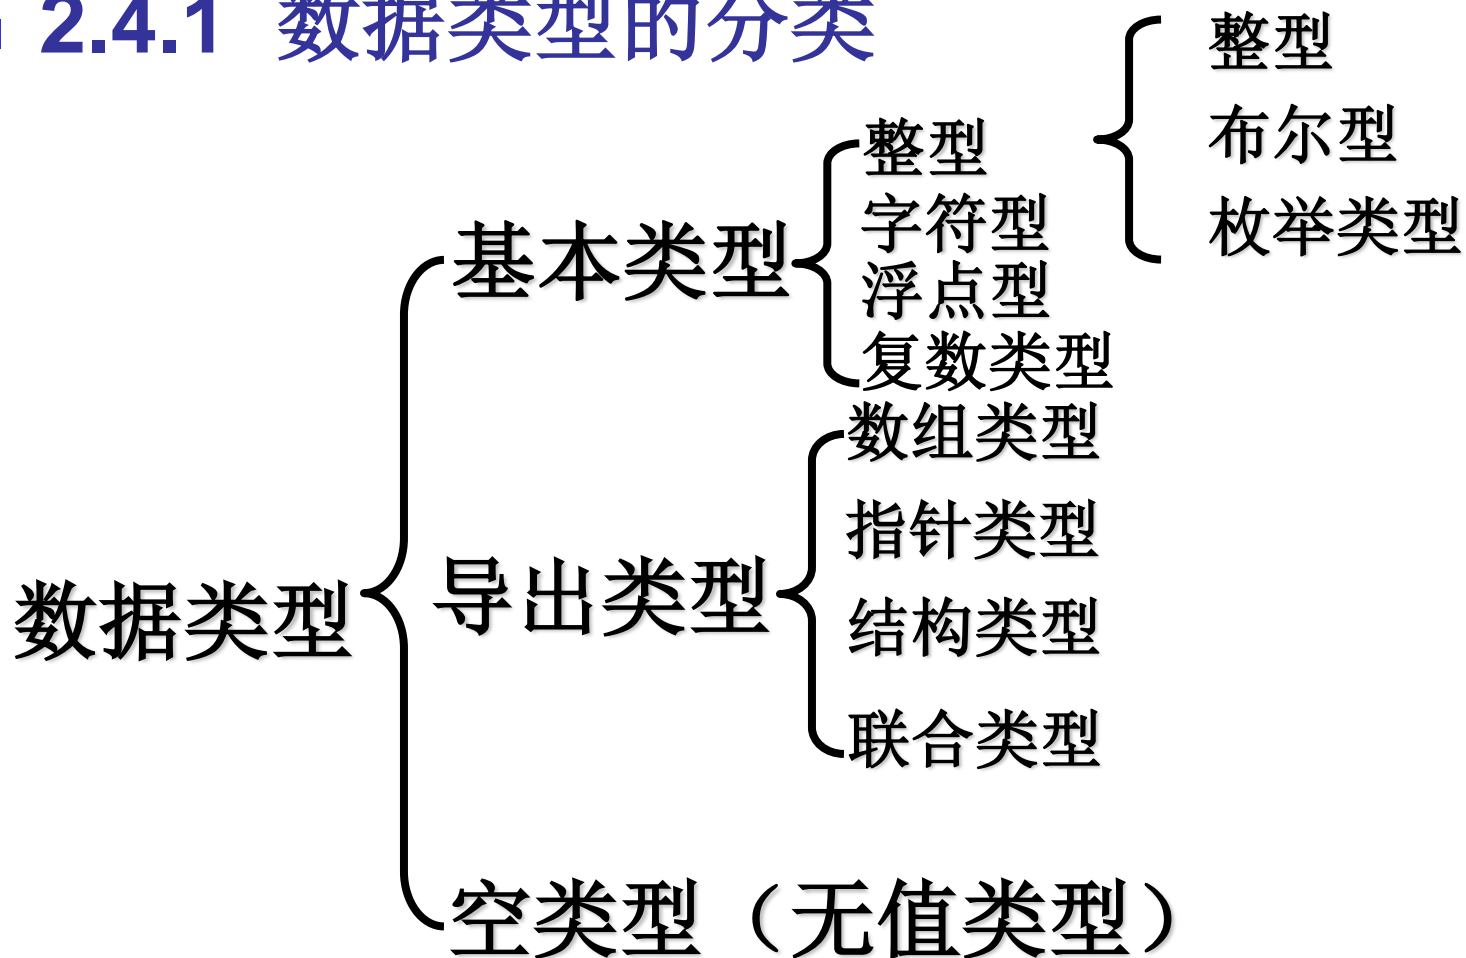 2.4.1 数据类型的分类
整型
布尔型
枚举类型
整型
字符型
浮点型
复数类型
基本类型
数组类型
指针类型
结构类型
联合类型
导出类型
数据类型
空类型（无值类型）